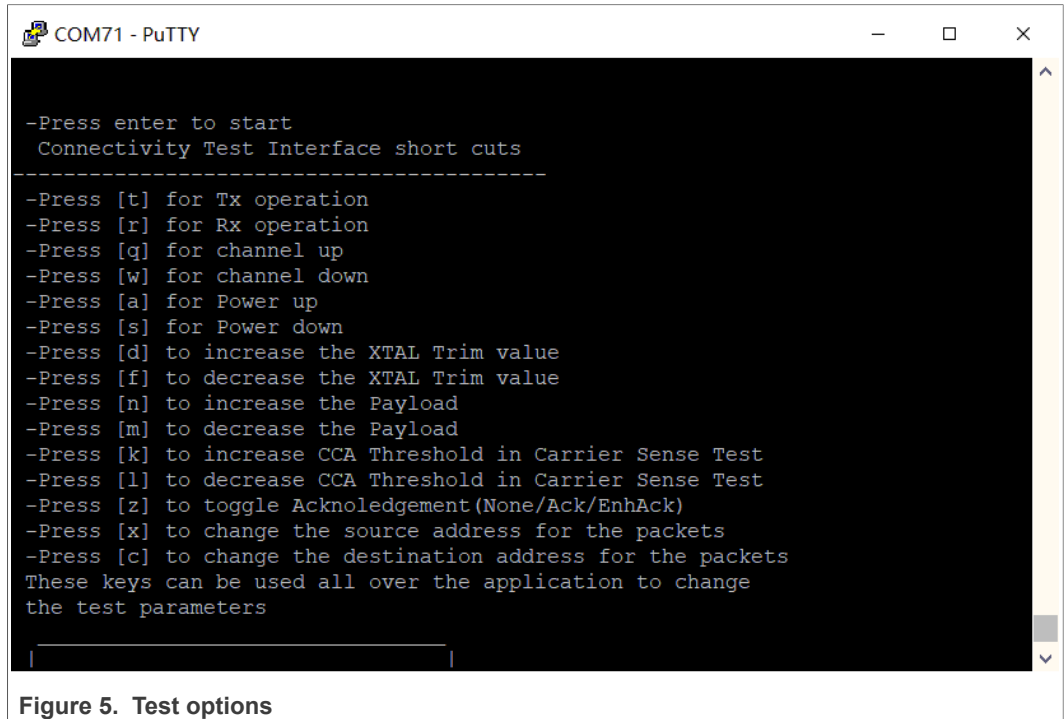 COM71 - PuTTY
-Press enter to start
Connectivity Test Interface short cuts
------------------------------------------
-Press [t] for Tx operation
-Press [r] for Rx operation
-Press [q] for channel up
-Press [w] for channel down
-Press [a] for Power up
-Press [s] for Power down
-Press [d] to increase the XTAL Trim value
-Press [f] to decrease the XTAL Trim value
-Press [n] to increase the Payload
-Press [m] to decrease the Payload
-Press [k] to increase CCA Threshold in Carrier Sense Test
-Press [l] to decrease CCA Threshold in Carrier Sense Test
-Press [z] to toggle Acknoledgement(None/Ack/EnhAck)
-Press [x] to change the source address for the packets
-Press [c] to change the destination address for the packets
These keys can be used all over the application to change
the test parameters
Figure 5. Test options